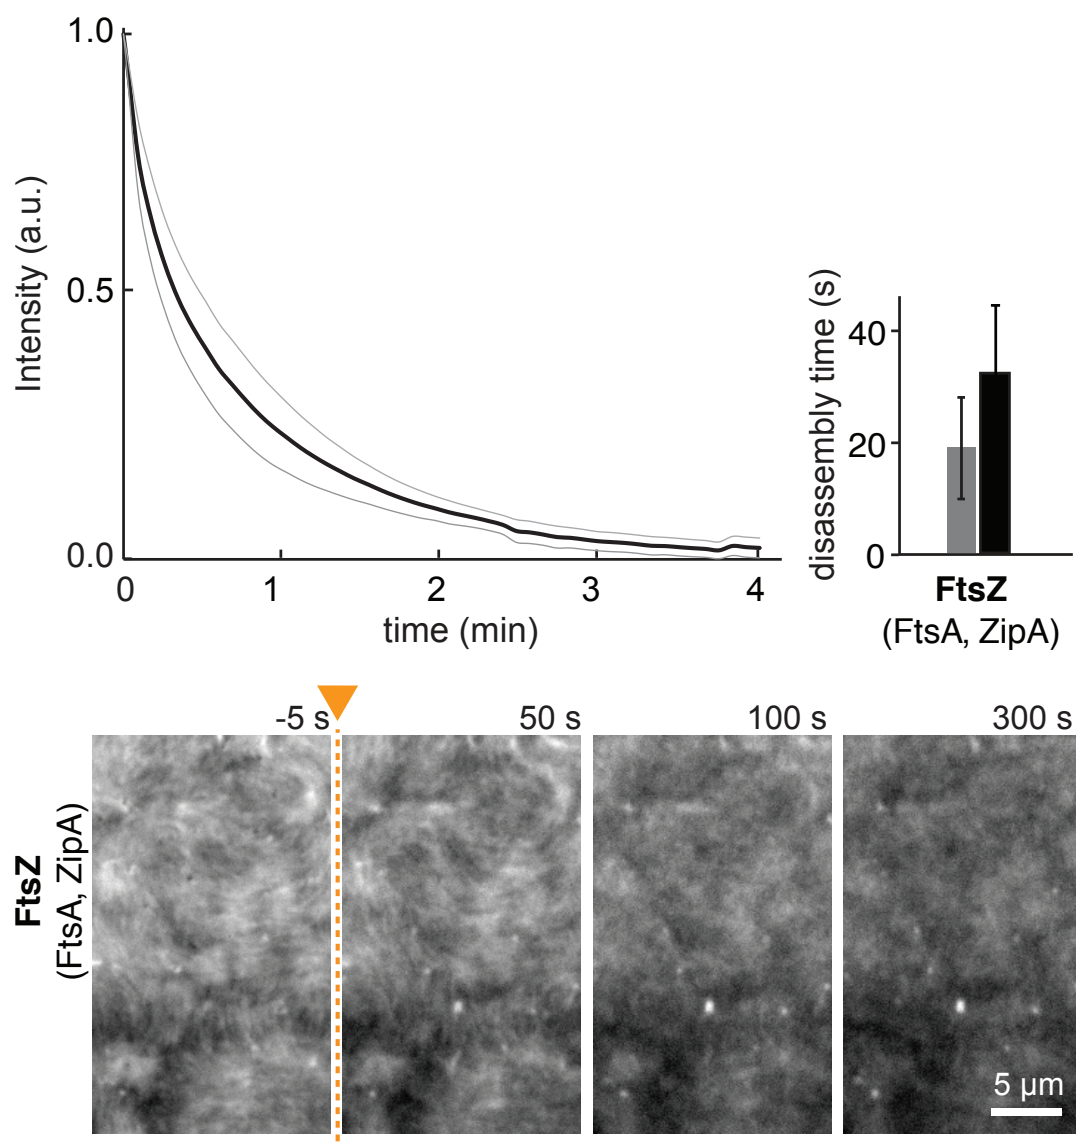 1.0
0.5
0.0
Intensity (a.u.)
0
1
2
3
4
time (min)
disassembly time (s)
40
20
0
FtsZ
(FtsA, ZipA)
-5 s
50 s
100 s
300 s
FtsZ
(FtsA, ZipA)
5 µm